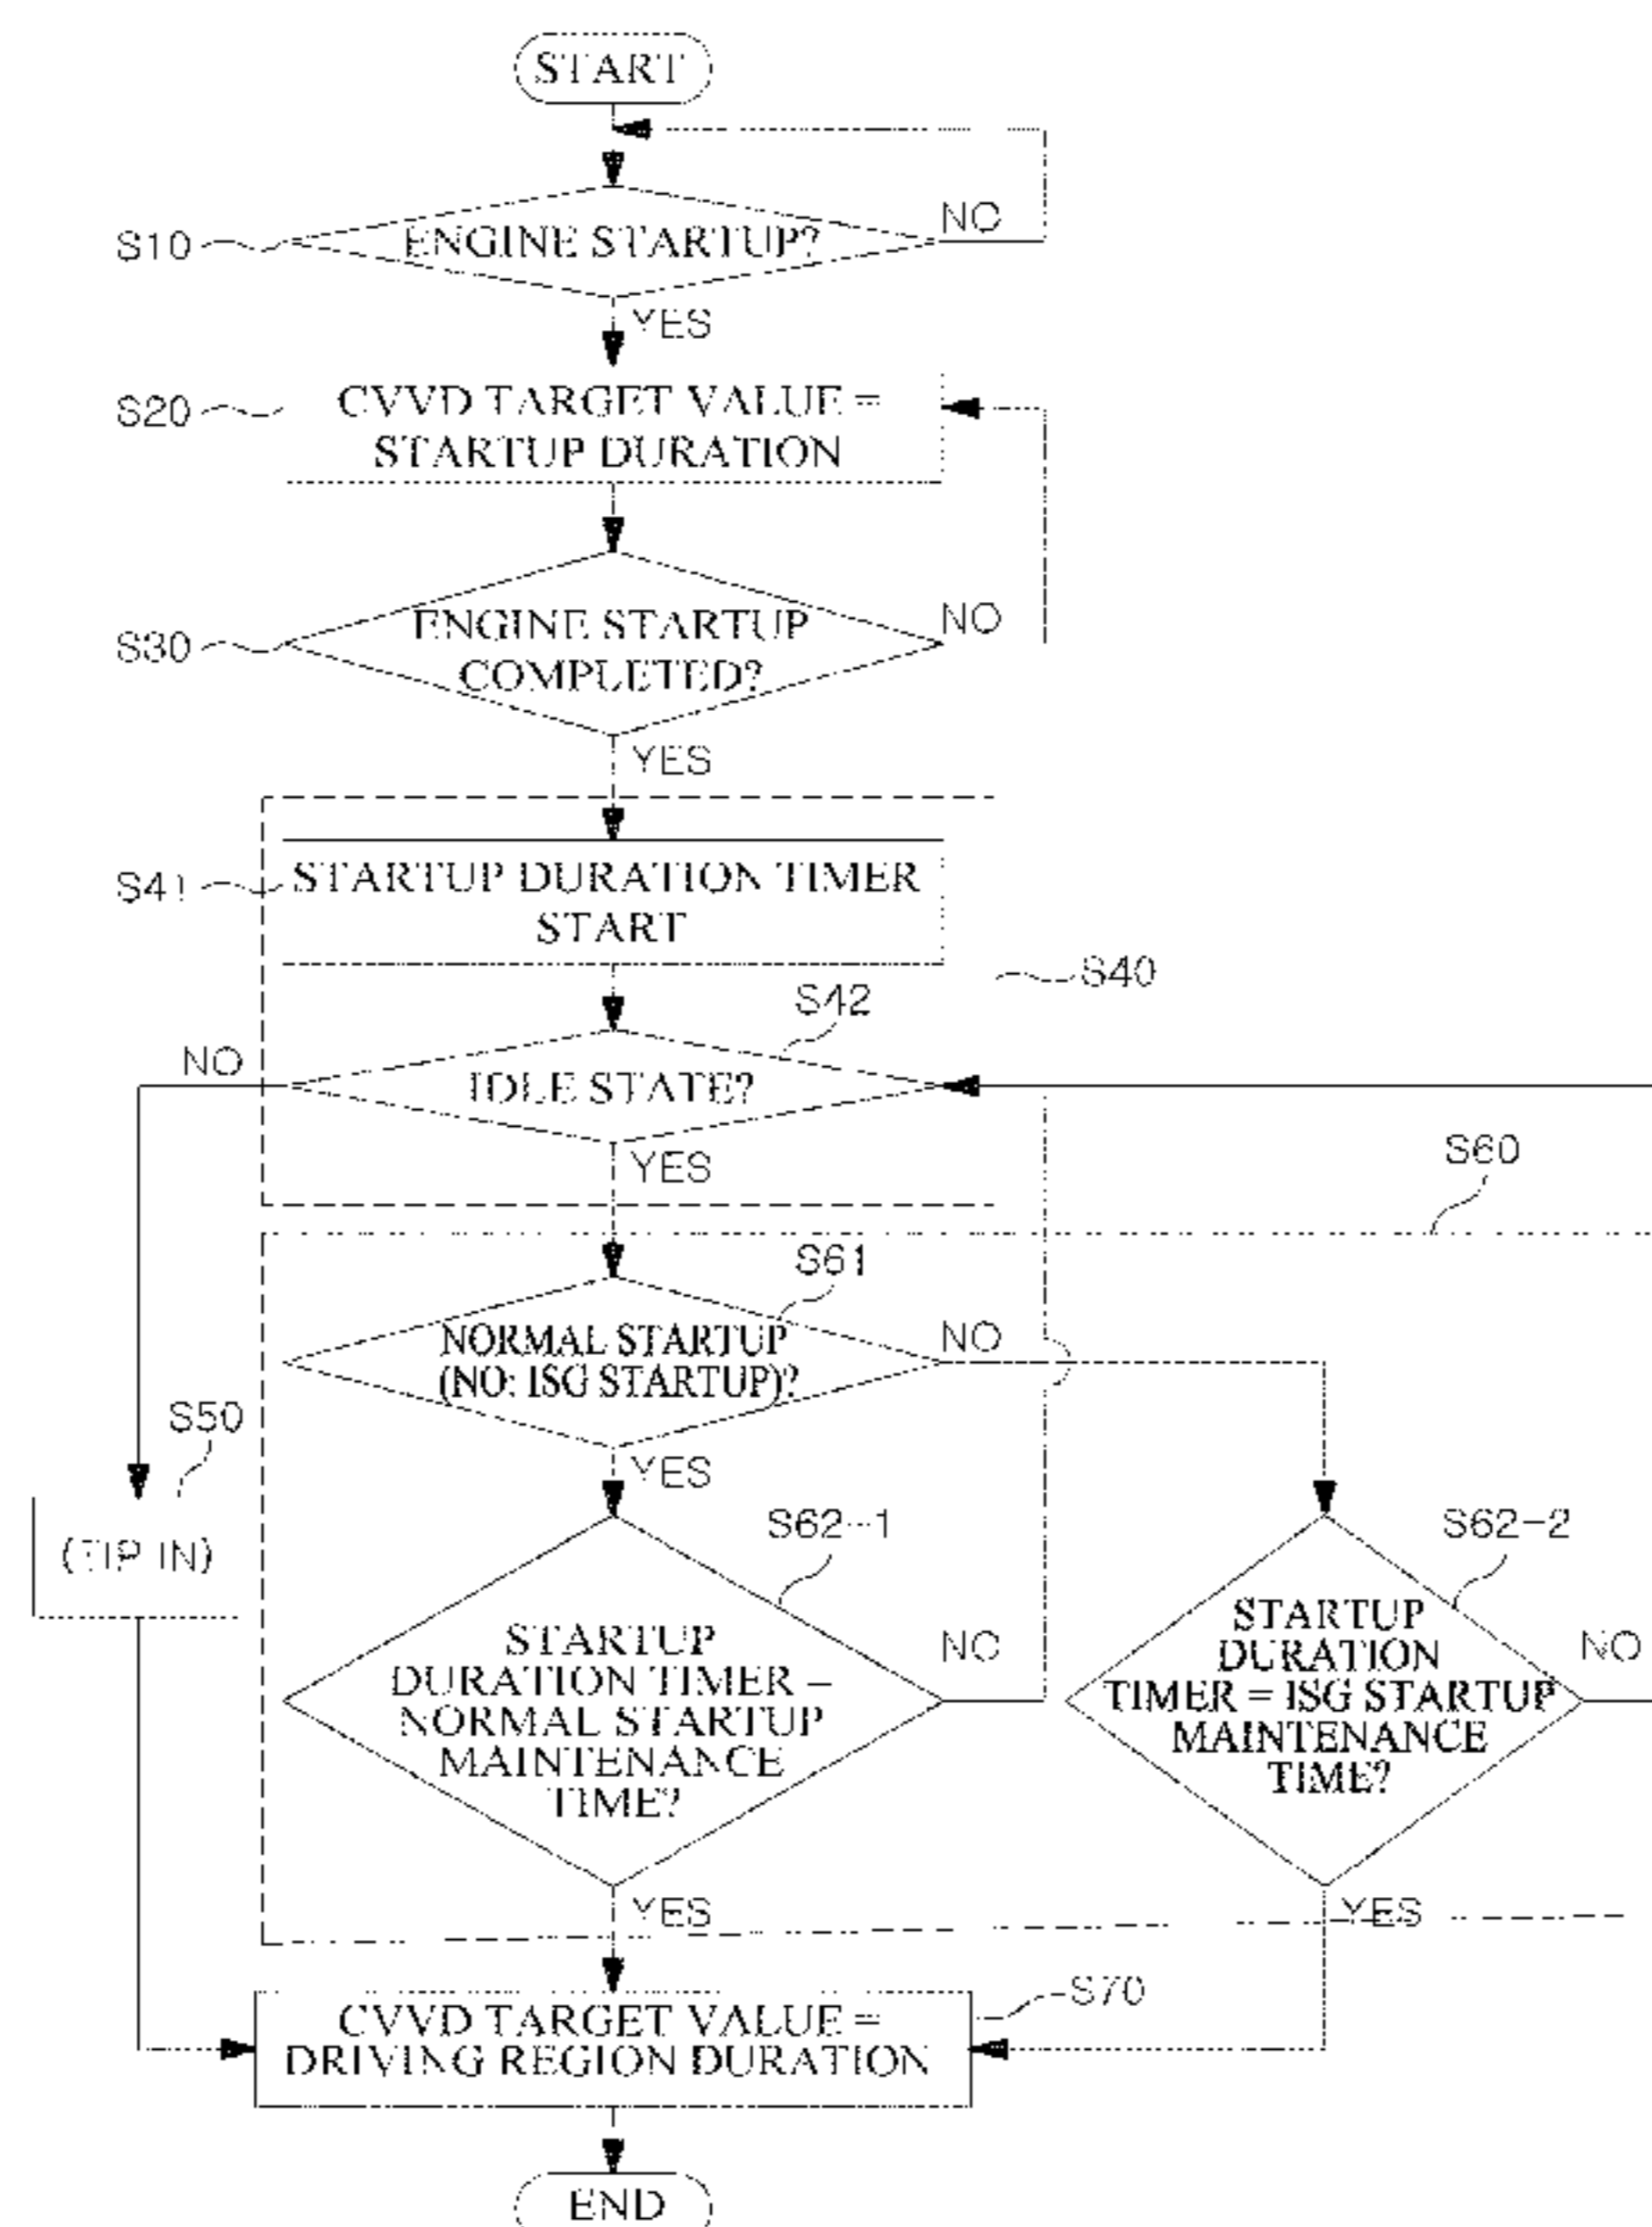 START
NO
S10
ENGINE STARTUP?
YES
S20
CVVD TARGET VALUE =
STARTUP DURATION
S30
ENGINE STARTUP
COMPLETED?
NO
YES
S41
STARTUP DURATION TIMER
START
S40
S42
NO
IDLE STATE?
YES
S60
S61
NORMAL STARTUP
(NO: ISG STARTUP)?
NO
YES
S50
(TIP IN)
S62-1
STARTUP
DURATION TIMER =
NORMAL STARTUP
MAINTENANCE
TIME?
NO
YES
S62-2
STARTUP
DURATION
TIMER = ISG STARTUP
MAINTENANCE
TIME?
NO
YES
S70
CVVD TARGET VALUE =
DRIVING REGION DURATION
END